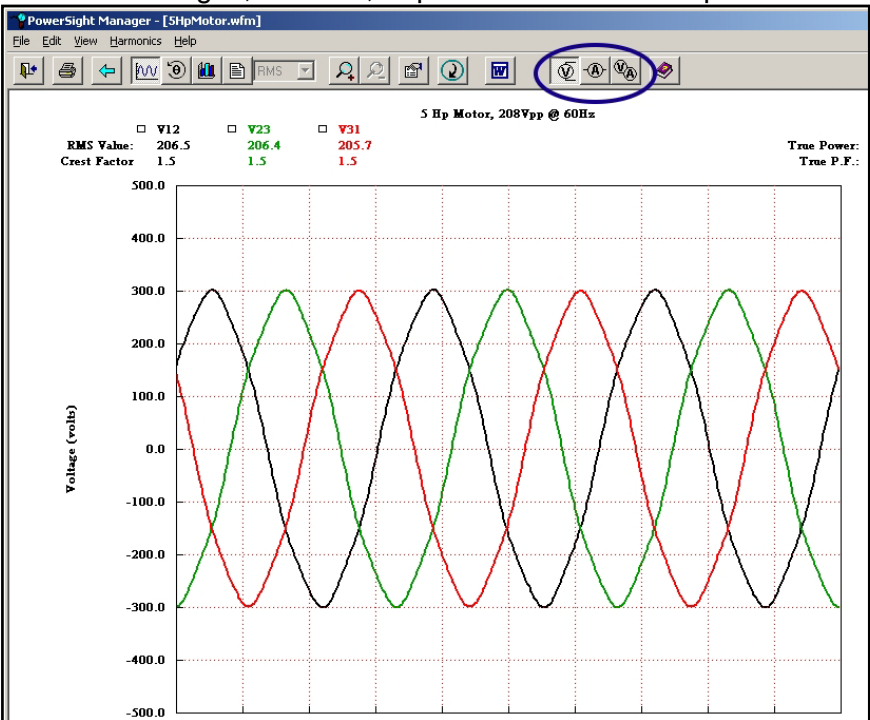 PowerSight Manager - [5HpMotor.wfm]
File Edit View Harmonics Help
RMS
W
V A V A
5 Hp Motor, 208Vpp @ 60Hz
V12 V23 V31
RMS Value: 206.5 206.4 205.7 True Power:
Crest Factor 1.5 1.5 1.5 True P.F.:
500.0
400.0
300.0
200.0
100.0
0.0
-100.0
-200.0
-300.0
-400.0
-500.0
Voltage (volts)